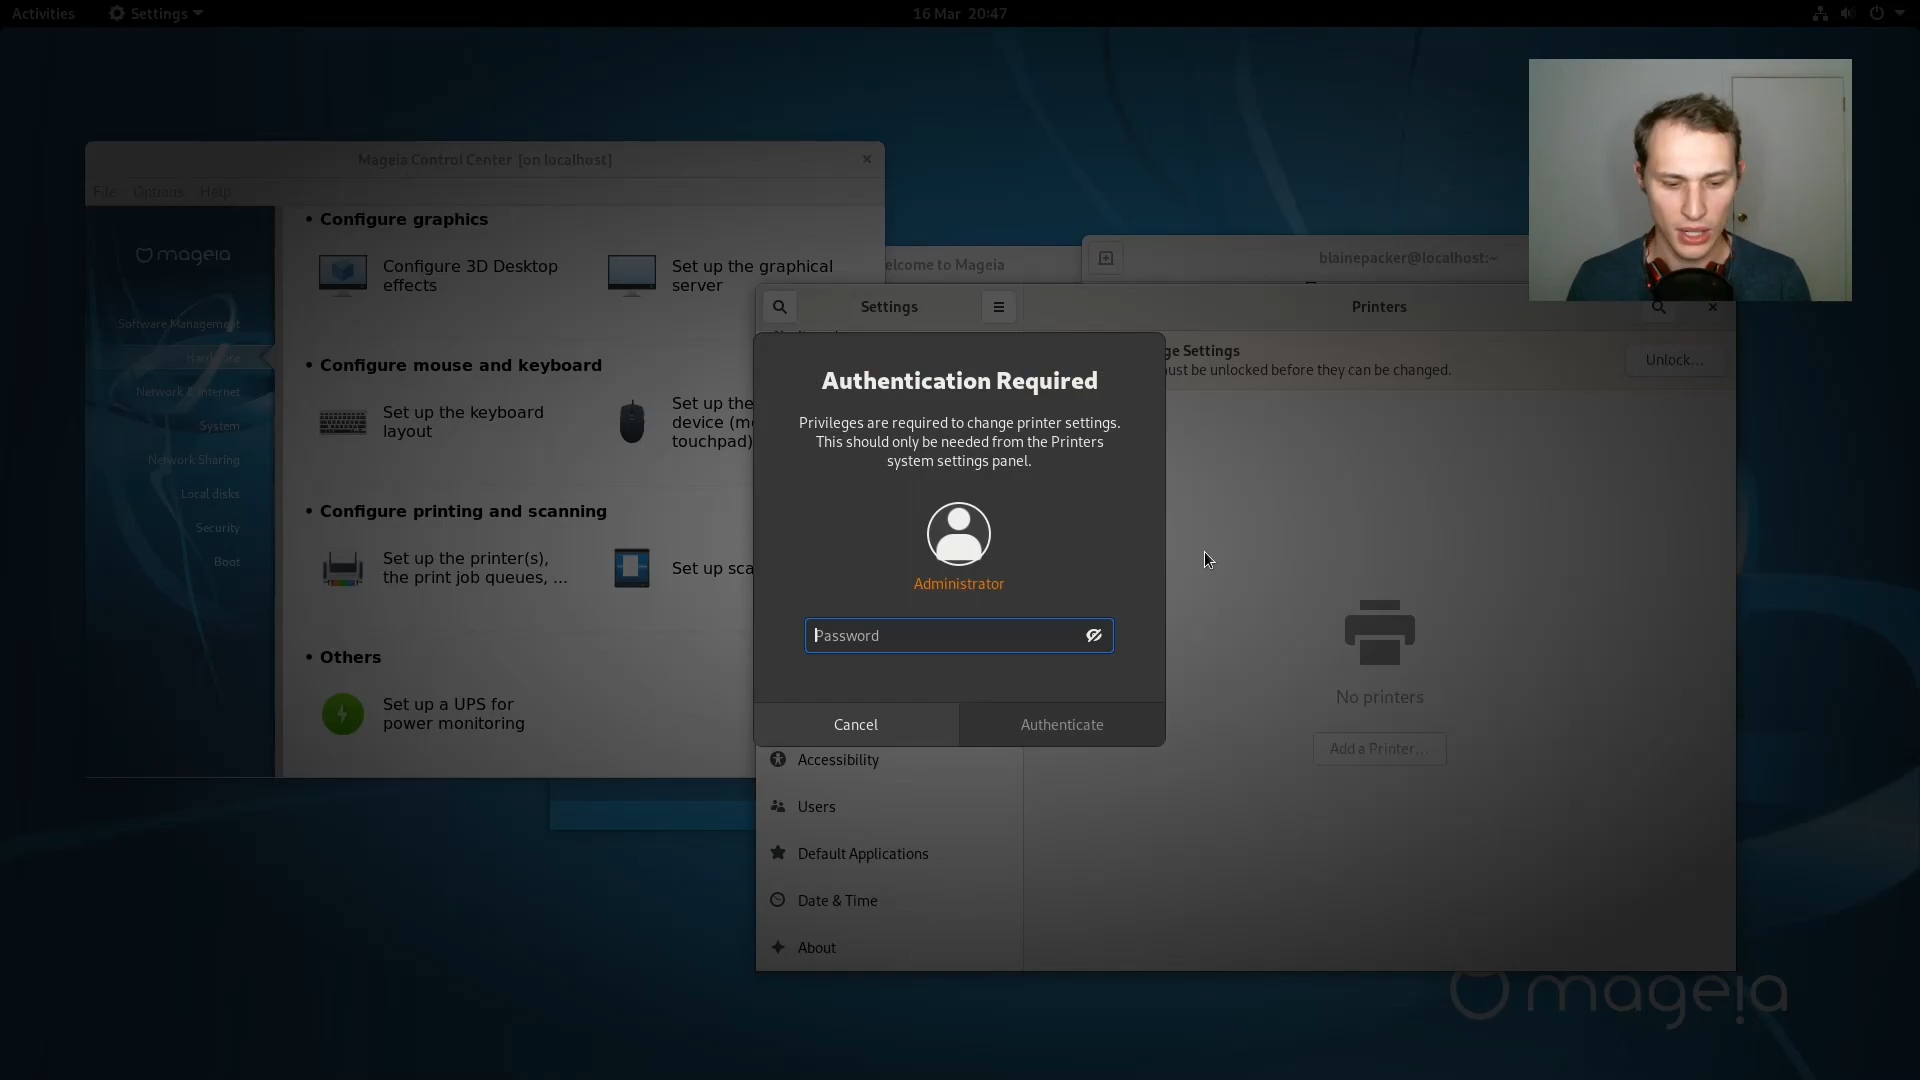 Activities
Settings
16 Mar 20:47
Mageia Control Center [on localhost]
File Options Help
mageia
Software Management
Hardware
Network & Internet
System
Network Sharing
Local disks
Security
Boot
• Configure graphics
Configure 3D Desktop
effects
Set up the graphical
server
• Configure mouse and keyboard
Set up the keyboard
layout
Set up the
device (mo
touchpad)
• Configure printing and scanning
Set up the printer(s),
the print job queues, ...
Set up sca
• Others
Set up a UPS for
power monitoring
elcome to Mageia
blainepacker@localhost:~
Settings
Printers
ge Settings
ust be unlocked before they can be changed.
Unlock...
Authentication Required
Privileges are required to change printer settings.
This should only be needed from the Printers
system settings panel.
Administrator
Password
Cancel
Authenticate
No printers
Add a Printer...
Accessibility
Users
Default Applications
Date & Time
About
mageia